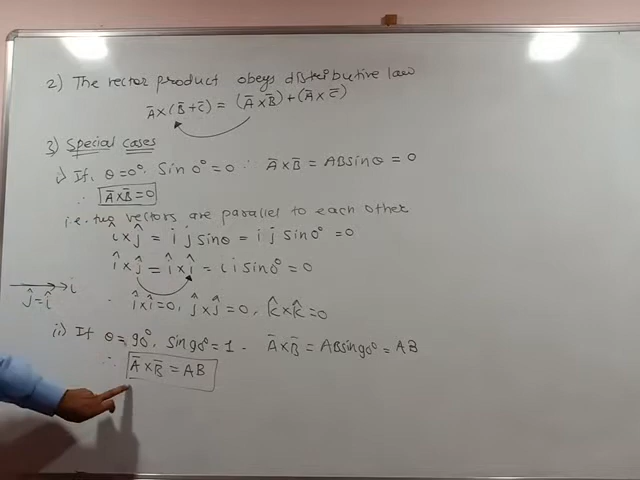 2) The vector product obeys distributive law
A̅×(B̅+C̅) = (A̅×B̅)+(A̅×C̅)
3) Special cases
i) If, θ=0°, Sin 0°=0 ∴ A̅×B̅ = ABsinθ = 0
∴ A̅×B̅=0
i.e. two vectors are parallel to each other
î×ĵ = i j sinθ = i j sin0° = 0
î×ĵ = î×î = i i sin0° = 0
i
ĵ=î
î×î=0, ĵ×ĵ=0, k̂×k̂=0
ii) If θ=90°, sin90°=1. A̅×B̅ = ABsin90° = AB
∴ A̅×B̅ = AB